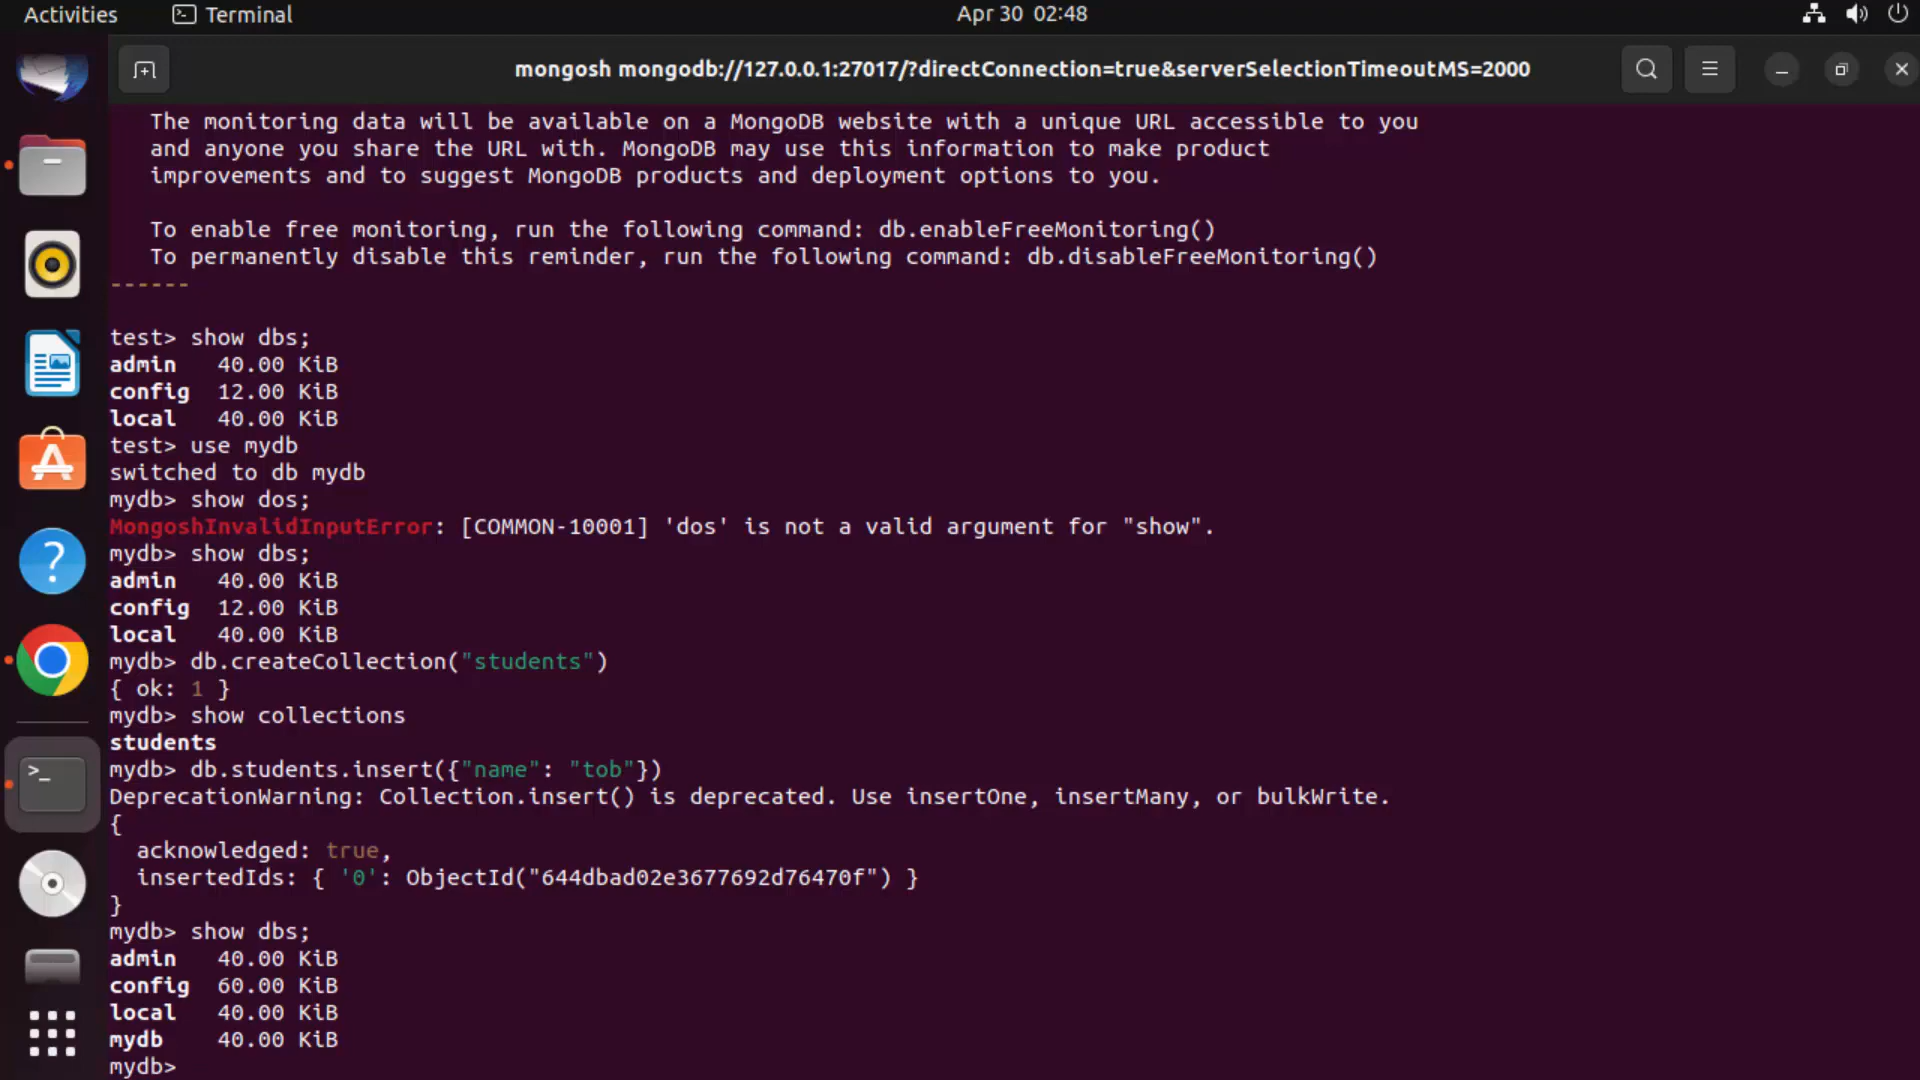 Activities Terminal Apr 30 02:48
mongosh mongodb://127.0.0.1:27017/?directConnection=true&serverSelectionTimeoutMS=2000
The monitoring data will be available on a MongoDB website with a unique URL accessible to you
and anyone you share the URL with. MongoDB may use this information to make product
improvements and to suggest MongoDB products and deployment options to you.
To enable free monitoring, run the following command: db.enableFreeMonitoring()
To permanently disable this reminder, run the following command: db.disableFreeMonitoring()
------
test> show dbs;
admin 40.00 KiB
config 12.00 KiB
local 40.00 KiB
test> use mydb
switched to db mydb
mydb> show dos;
MongoshInvalidInputError: [COMMON-10001] 'dos' is not a valid argument for "show".
mydb> show dbs;
admin 40.00 KiB
config 12.00 KiB
local 40.00 KiB
mydb> db.createCollection("students")
{ ok: 1 }
mydb> show collections
students
mydb> db.students.insert({"name": "tob"})
DeprecationWarning: Collection.insert() is deprecated. Use insertOne, insertMany, or bulkWrite.
{
acknowledged: true,
insertedIds: { '0': ObjectId("644dbad02e3677692d76470f") }
}
mydb> show dbs;
admin 40.00 KiB
config 60.00 KiB
local 40.00 KiB
mydb 40.00 KiB
mydb>